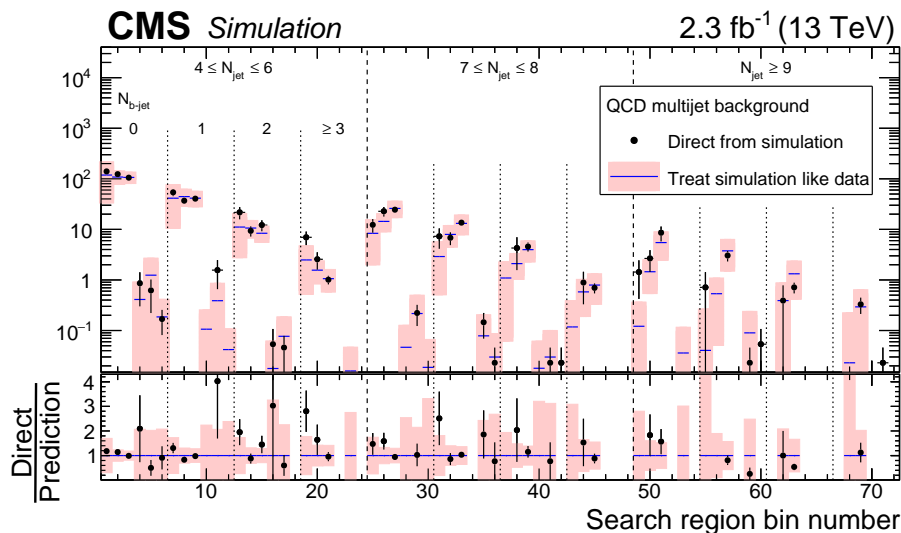 CMS Simulation 2.3 fb⁻¹ (13 TeV)
10⁴
10³
10²
10
1
10⁻¹
4 ≤ N_jet ≤ 6
7 ≤ N_jet ≤ 8
N_jet ≥ 9
N_b-jet
0 1 2 ≥ 3
QCD multijet background
Direct from simulation
Treat simulation like data
Direct
Prediction
4
3
2
1
10 20 30 40 50 60 70
Search region bin number